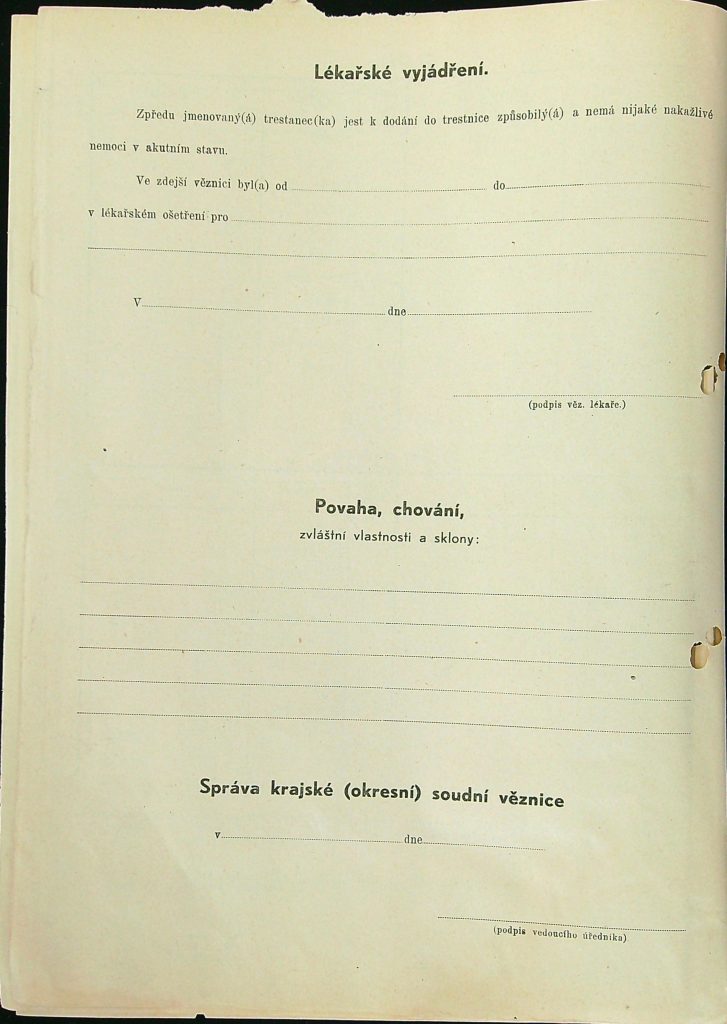 Lékařské vyjádření.
Zpředu jmenovaný(á) trestanec(ka) jest k dodání do trestnice způsobilý(á) a nemá nijaké nakažlivé
nemoci v akutním stavu.
Ve zdejší věznici byl(a) od do
v lékařském ošetření pro
V dne
(podpis věz. lékaře.)
Povaha, chování,
zvláštní vlastnosti a sklony:
Správa krajské (okresní) soudní věznice
v dne
(podpis vedoucího úředníka)